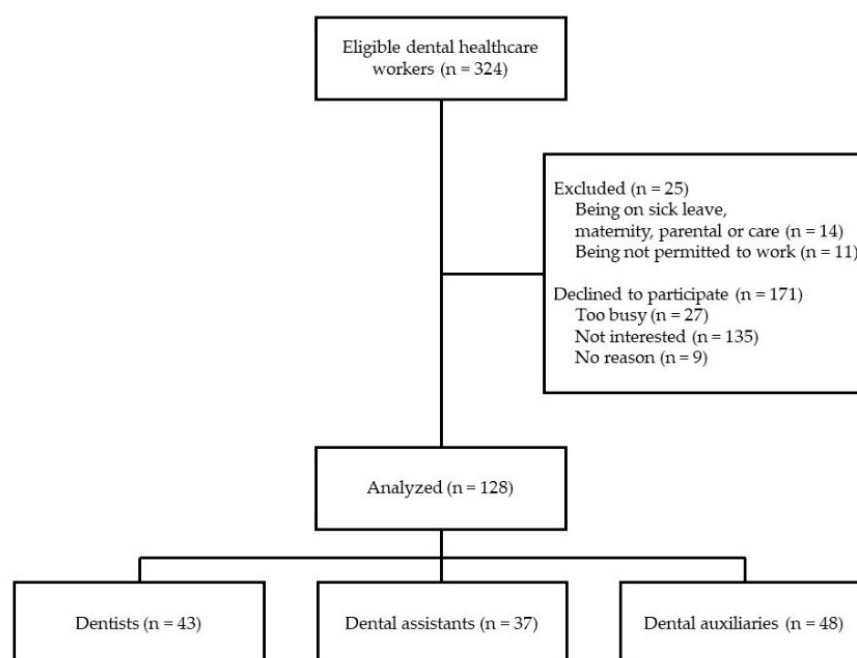 Eligible dental healthcare
workers (n = 324)
Excluded (n = 25)
Being on sick leave,
maternity, parental or care (n = 14)
Being not permitted to work (n = 11)
Declined to participate (n = 171)
Too busy (n = 27)
Not interested (n = 135)
No reason (n = 9)
Analyzed (n = 128)
Dentists (n = 43)
Dental assistants (n = 37)
Dental auxiliaries (n = 48)